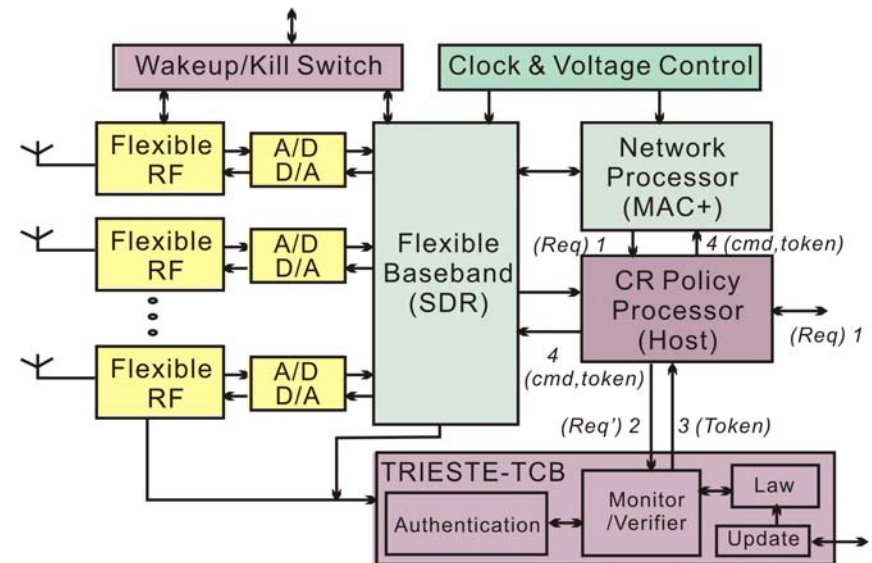 Wakeup/Kill Switch
Clock & Voltage Control
Flexible
RF
A/D
D/A
Flexible
RF
A/D
D/A
Flexible
RF
A/D
D/A
Flexible
Baseband
(SDR)
Network
Processor
(MAC+)
(Req) 1
4 (cmd,token)
CR Policy
Processor
(Host)
(Req) 1
4
(cmd,token)
(Req') 2
3 (Token)
TRIESTE-TCB
Authentication
Monitor
/Verifier
Law
Update